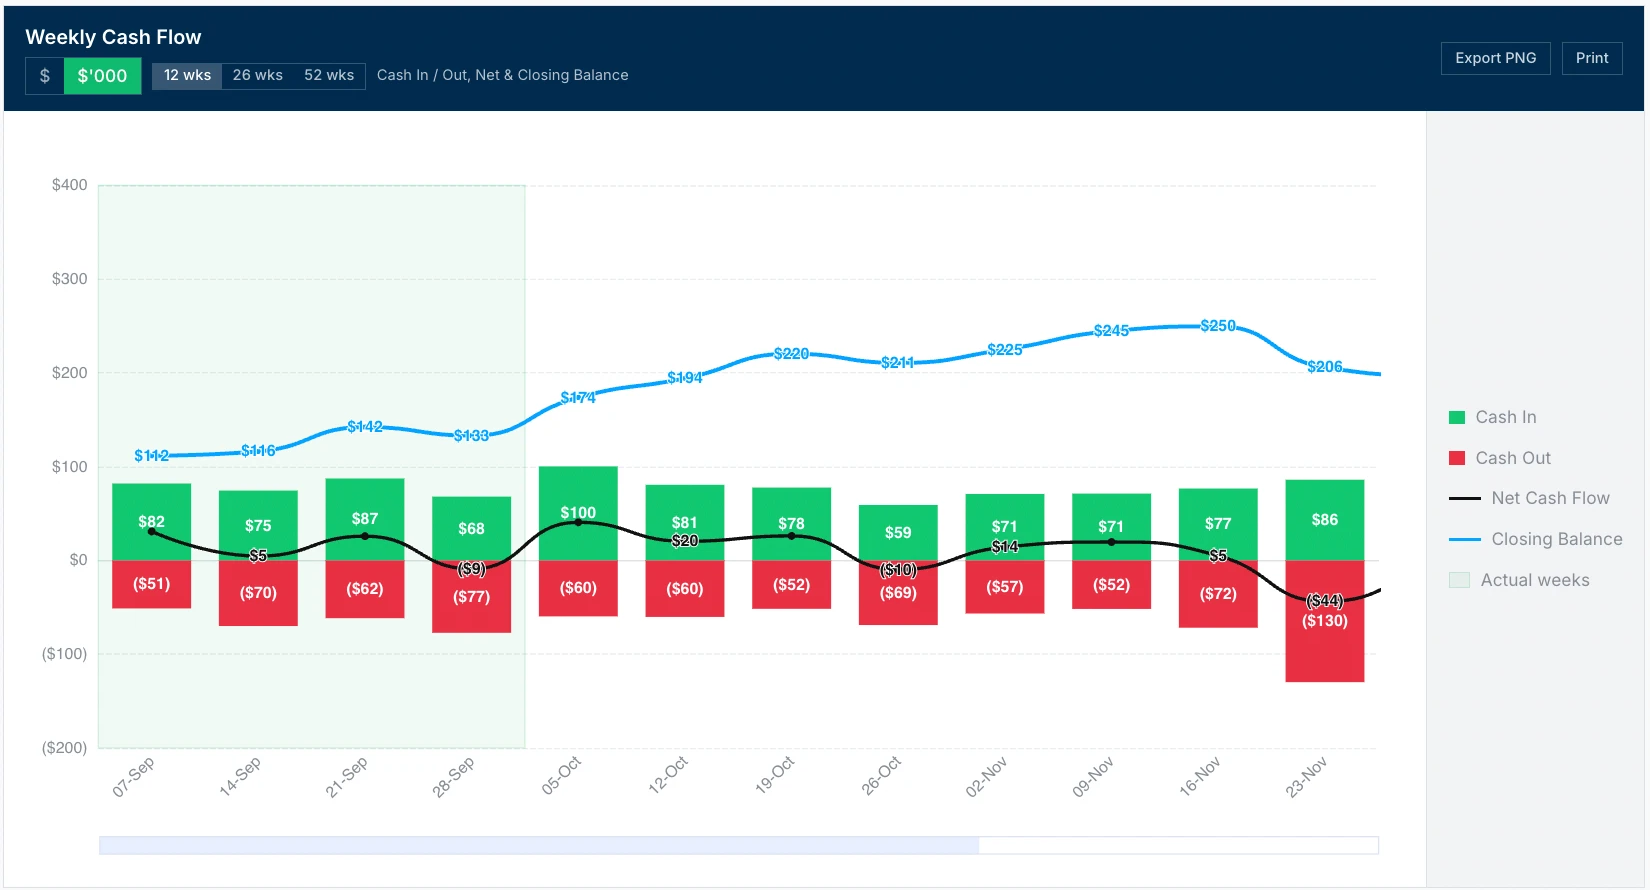 Weekly Cash Flow
$ $'000 12 wks 26 wks 52 wks Cash In / Out, Net & Closing Balance
Export PNG Print
$400
$300
$200
$100
$0
($100)
($200)
$112 $116 $142 $133 $174 $194 $220 $211 $225 $245 $250 $206
$82 $75 $87 $68 $100 $81 $78 $59 $71 $71 $77 $86
$5 ($9) $20 ($10) $14 $5 ($44)
($51) ($70) ($62) ($77) ($60) ($60) ($52) ($69) ($57) ($52) ($72) ($130)
07-Sep 14-Sep 21-Sep 28-Sep 05-Oct 12-Oct 19-Oct 26-Oct 02-Nov 09-Nov 16-Nov 23-Nov
Cash In
Cash Out
Net Cash Flow
Closing Balance
Actual weeks